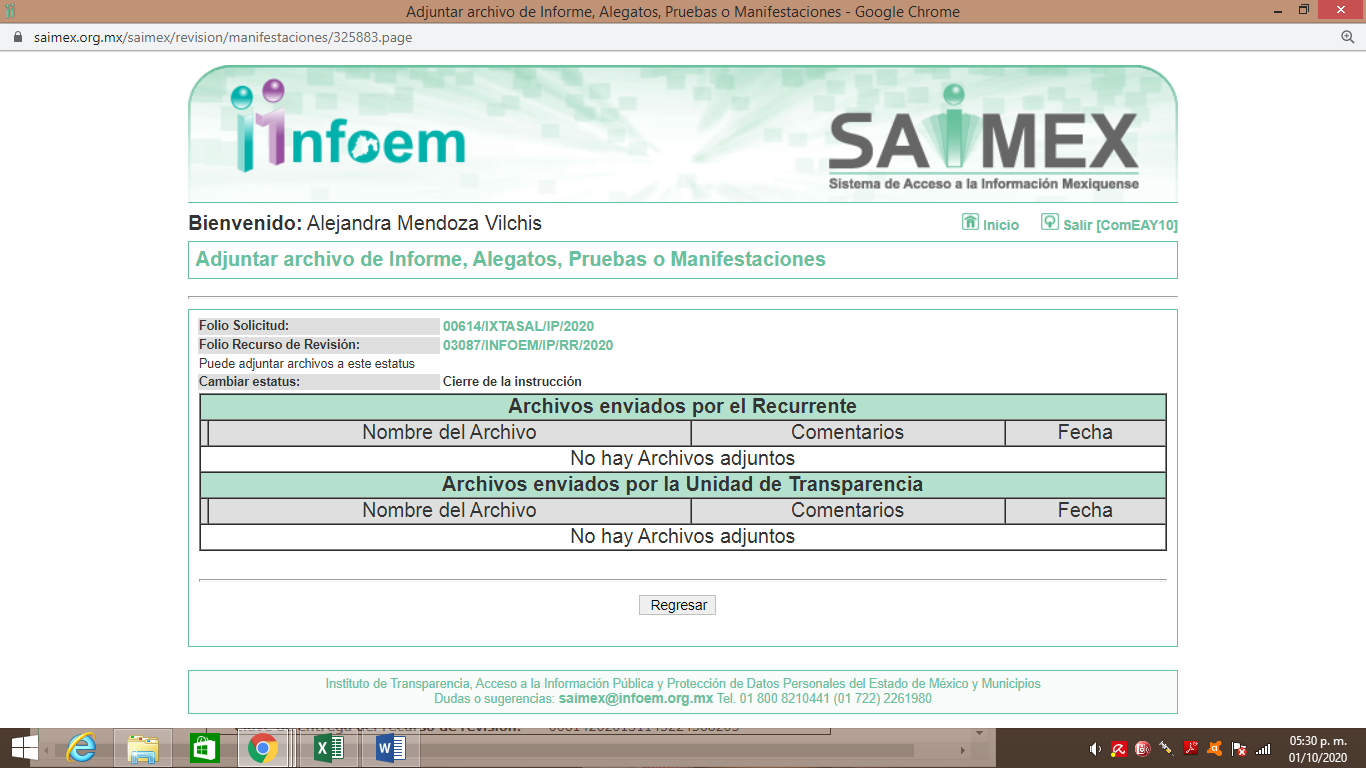 Adjuntar archivo de Informe, Alegatos, Pruebas o Manifestaciones - Google Chrome
saimex.org.mx/saimex/revision/manifestaciones/325883.page
infoem
SAIMEX
Sistema de Acceso a la Información Mexiquense
Bienvenido: Alejandra Mendoza Vilchis
Inicio Salir [ComEAY10]
Adjuntar archivo de Informe, Alegatos, Pruebas o Manifestaciones
Folio Solicitud: 00614/IXTASAL/IP/2020
Folio Recurso de Revisión: 03087/INFOEM/IP/RR/2020
Puede adjuntar archivos a este estatus
Cambiar estatus: Cierre de la instrucción
Archivos enviados por el Recurrente
Nombre del Archivo Comentarios Fecha
No hay Archivos adjuntos
Archivos enviados por la Unidad de Transparencia
Nombre del Archivo Comentarios Fecha
No hay Archivos adjuntos
Regresar
Instituto de Transparencia, Acceso a la Información Pública y Protección de Datos Personales del Estado de México y Municipios
Dudas o sugerencias: saimex@infoem.org.mx Tel. 01 800 8210441 (01 722) 2261980
05:30 p. m.
01/10/2020